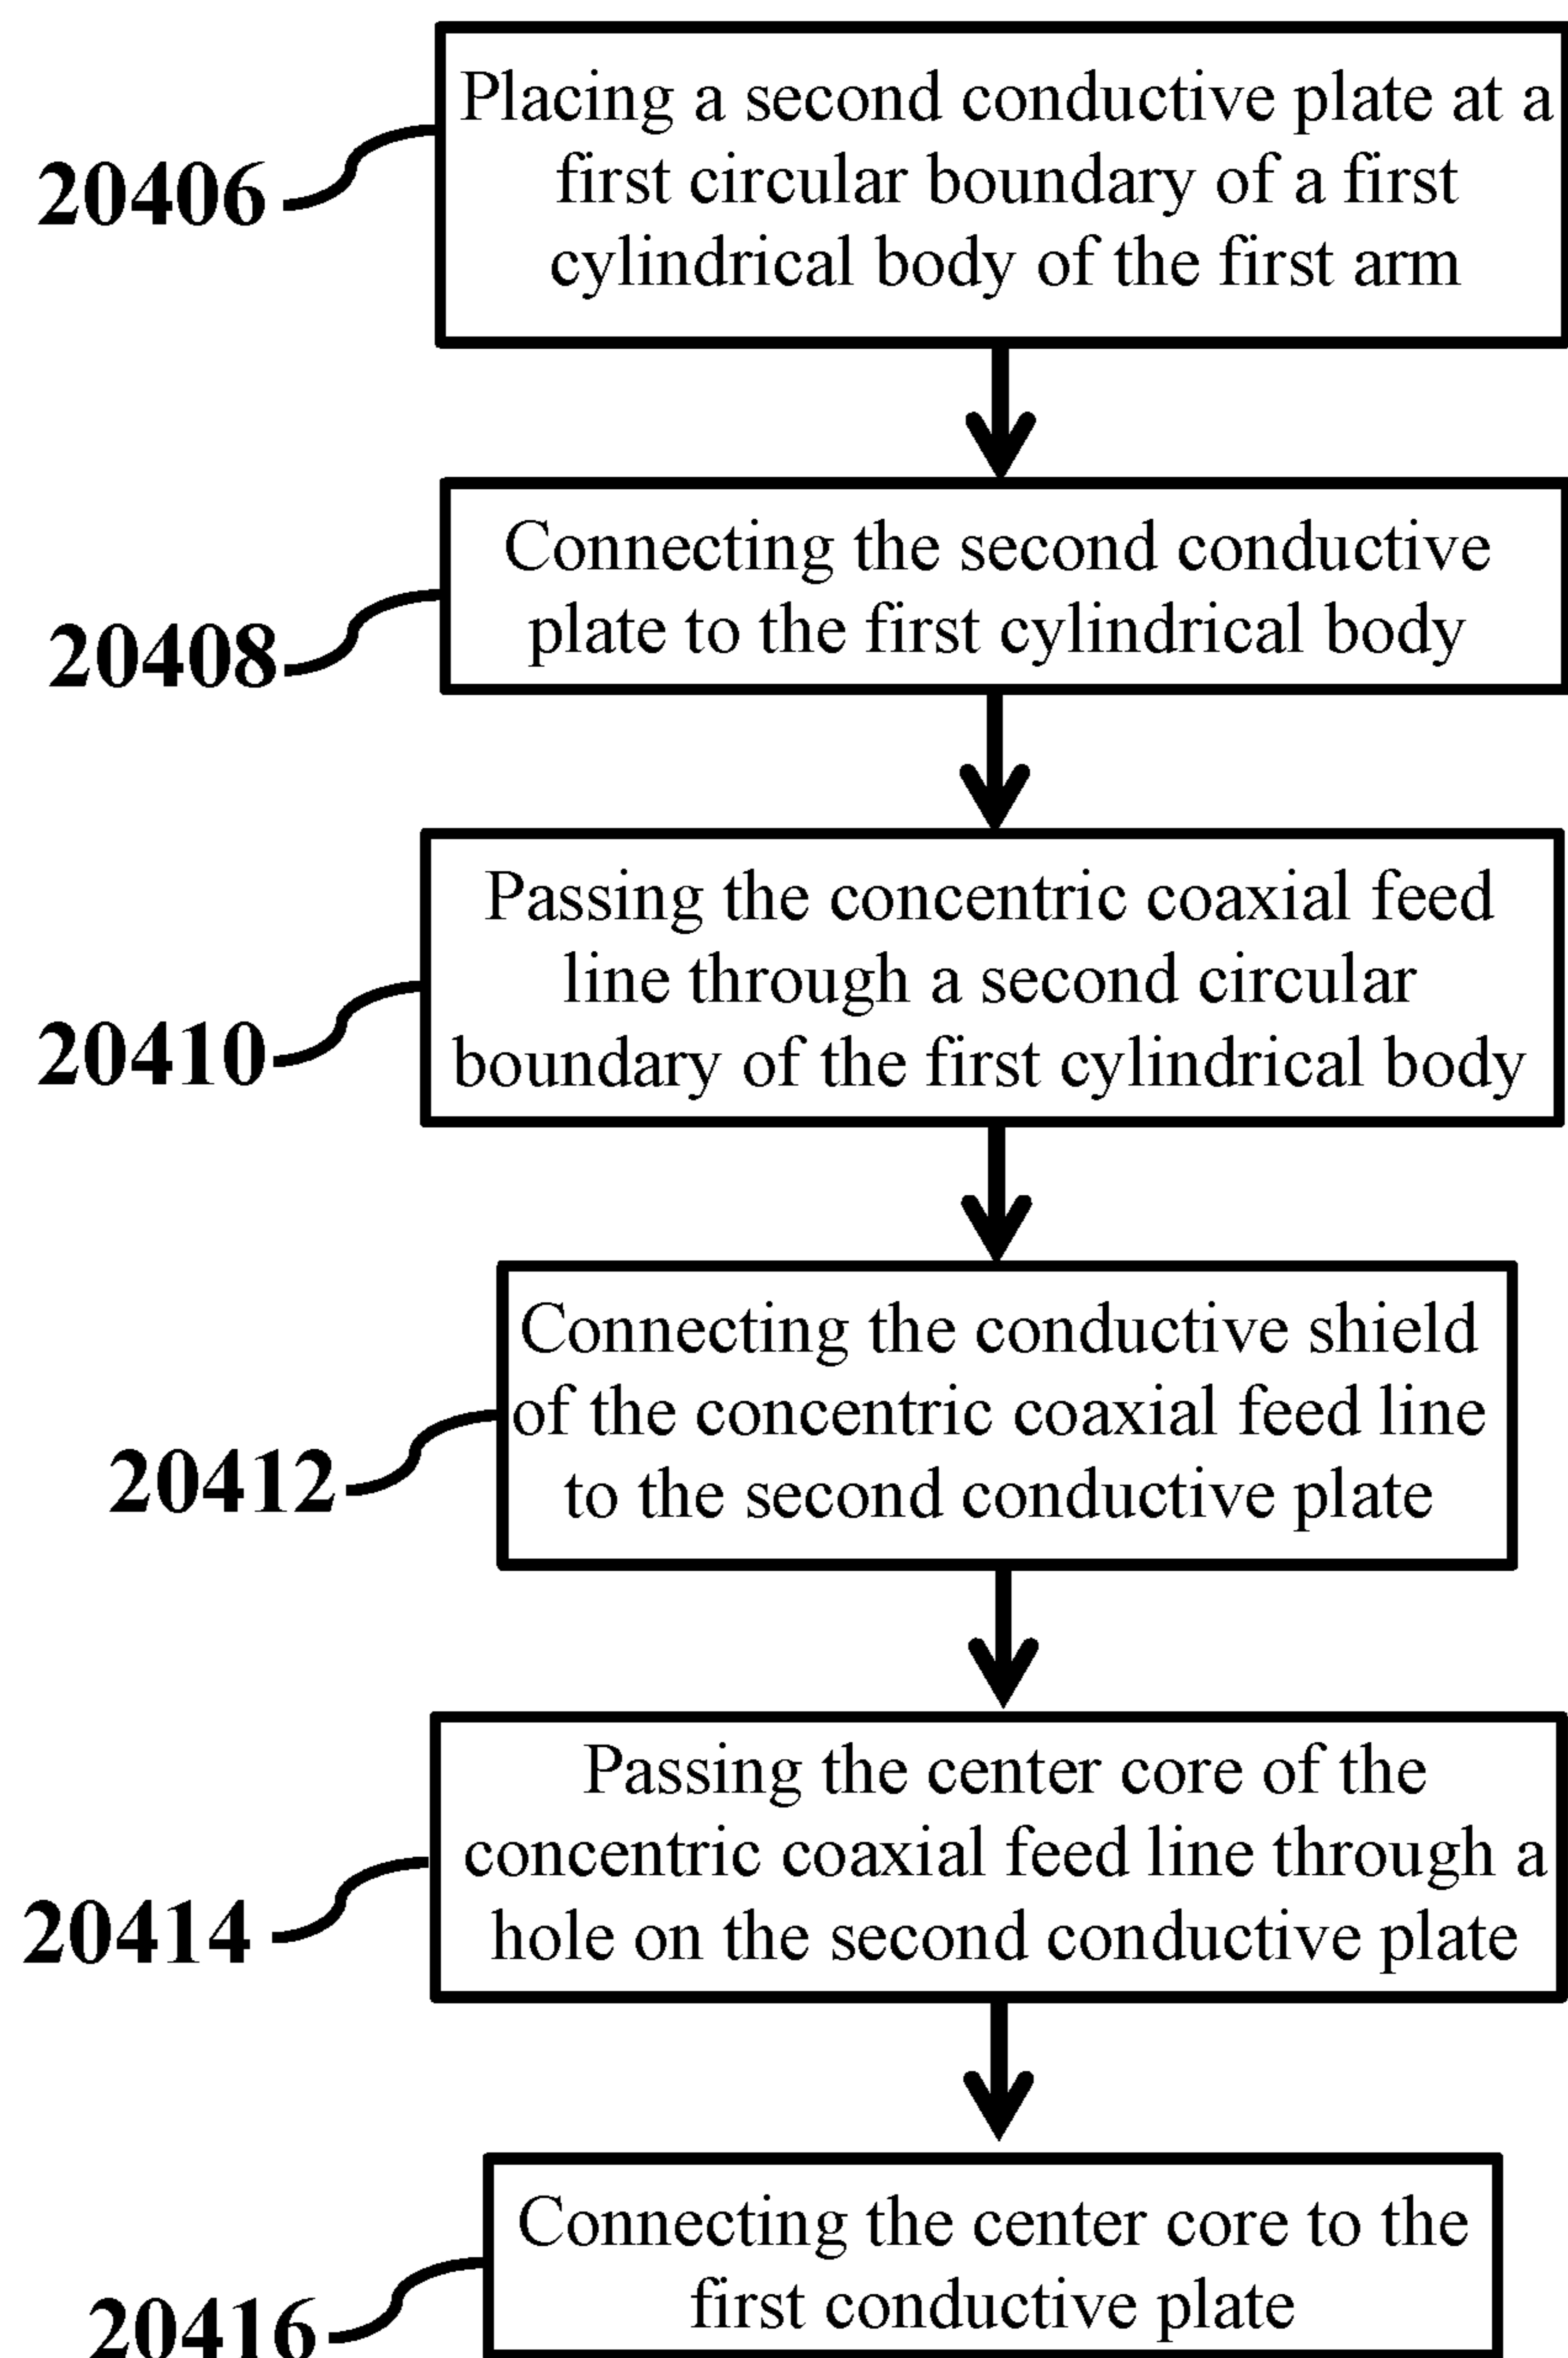 Placing a second conductive plate at a
first circular boundary of a first
cylindrical body of the first arm
20406
Connecting the second conductive
plate to the first cylindrical body
20408
Passing the concentric coaxial feed
line through a second circular
boundary of the first cylindrical body
20410
Connecting the conductive shield
of the concentric coaxial feed line
to the second conductive plate
20412
Passing the center core of the
concentric coaxial feed line through a
hole on the second conductive plate
20414
Connecting the center core to the
first conductive plate
20416